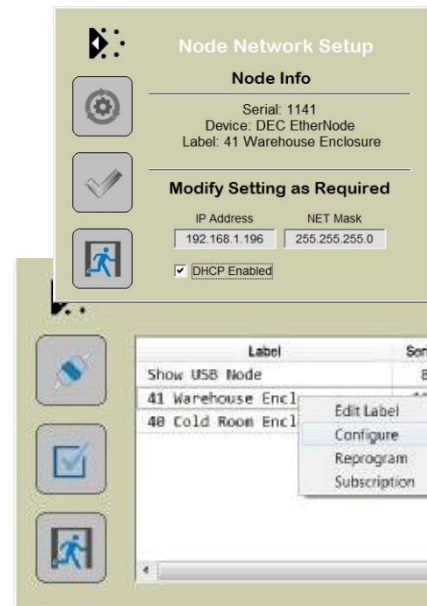 Node Network Setup
Node Info
Serial: 1141
Device: DEC EtherNode
Label: 41 Warehouse Enclosure
Modify Setting as Required
IP Address NET Mask
192.168.1.196 255.255.255.0
DHCP Enabled
Label Ser
Show USB Node 8
41 Warehouse Encl
40 Cold Room Encl
Edit Label
Configure
Reprogram
Subscription